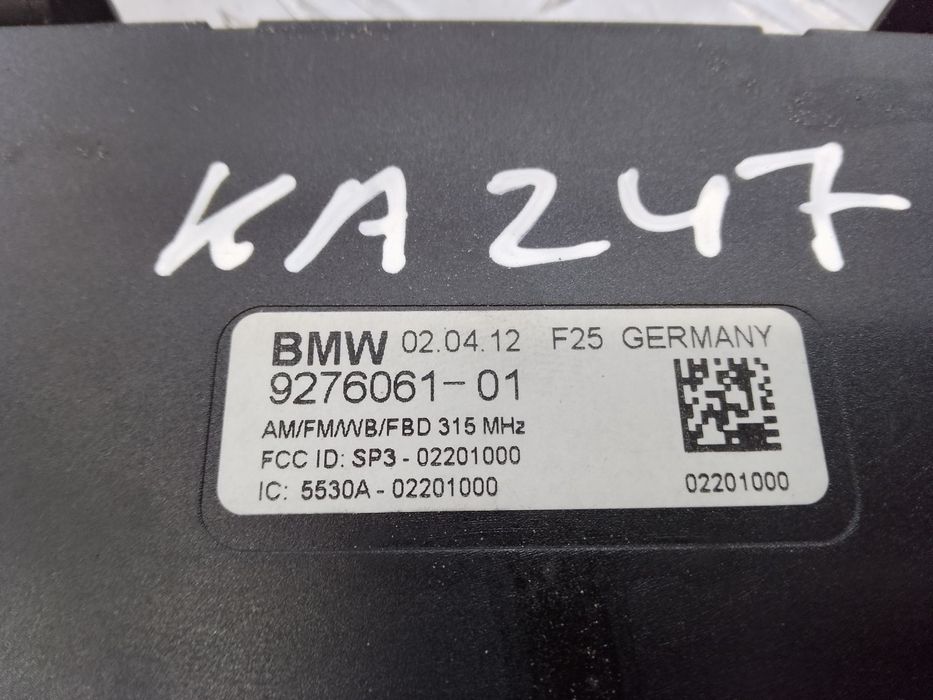 KA247
BMW 02.04.12 F25 GERMANY
9276061-01
AM/FM/WB/FBD 315 MHz
FCC ID: SP3-02201000
IC: 5530A-02201000
02201000